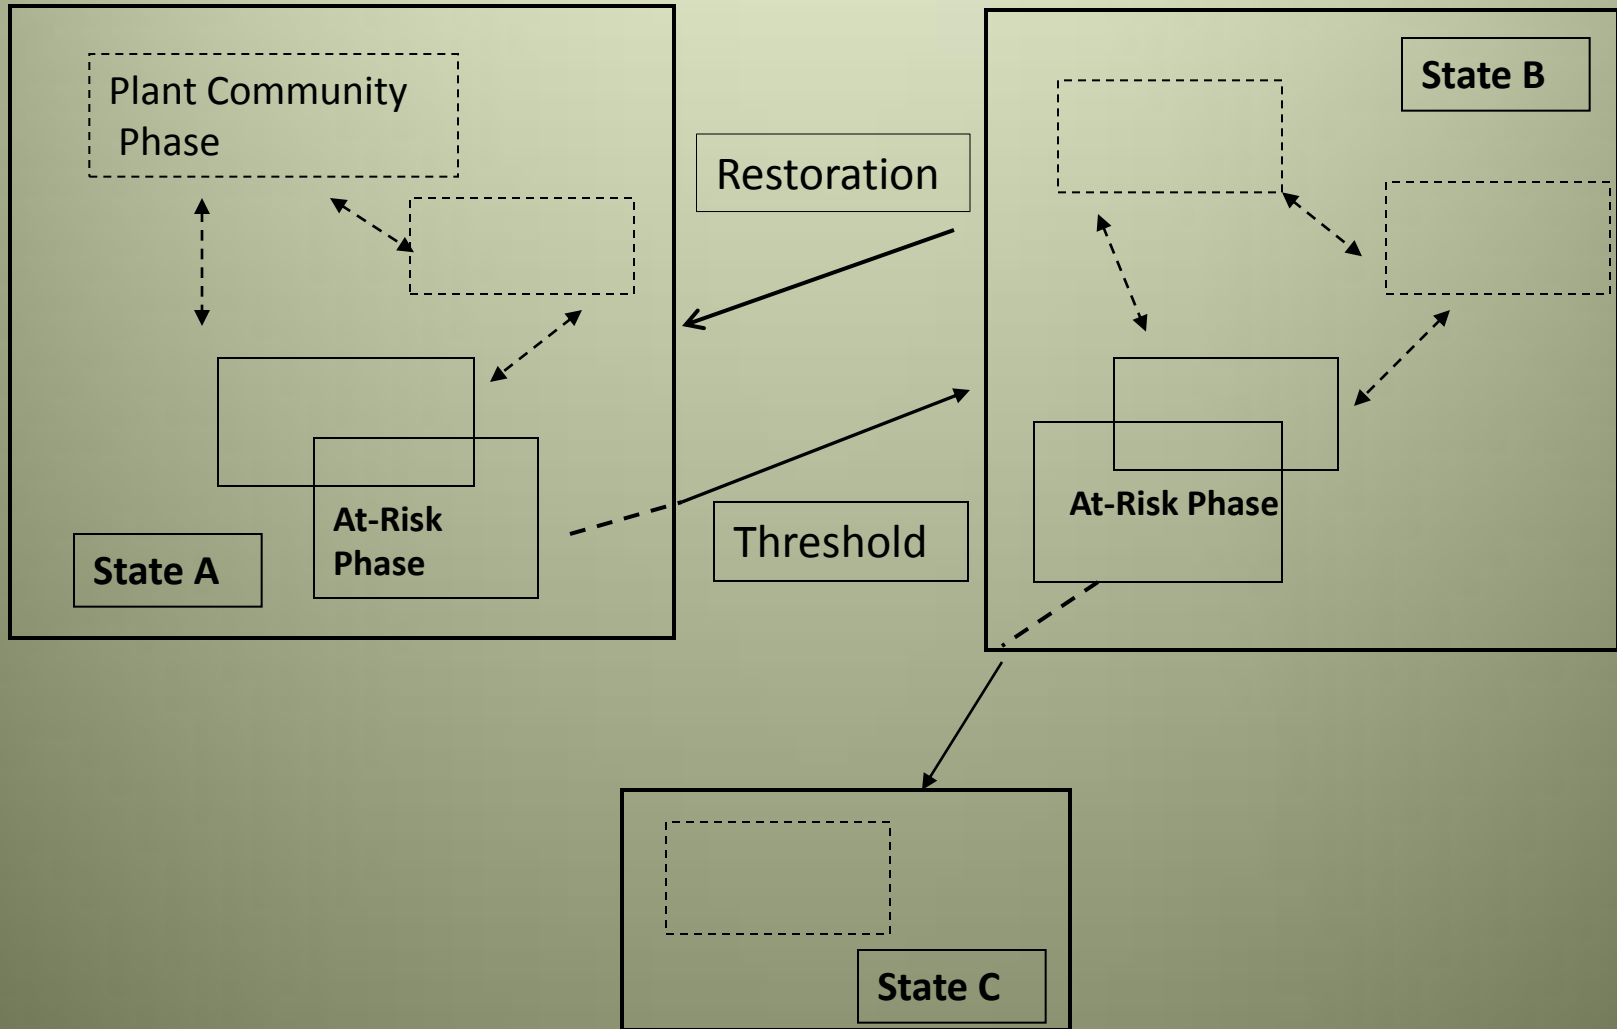 Plant Community
Phase
At-Risk
Phase
State A
Restoration
Threshold
State B
At-Risk Phase
State C